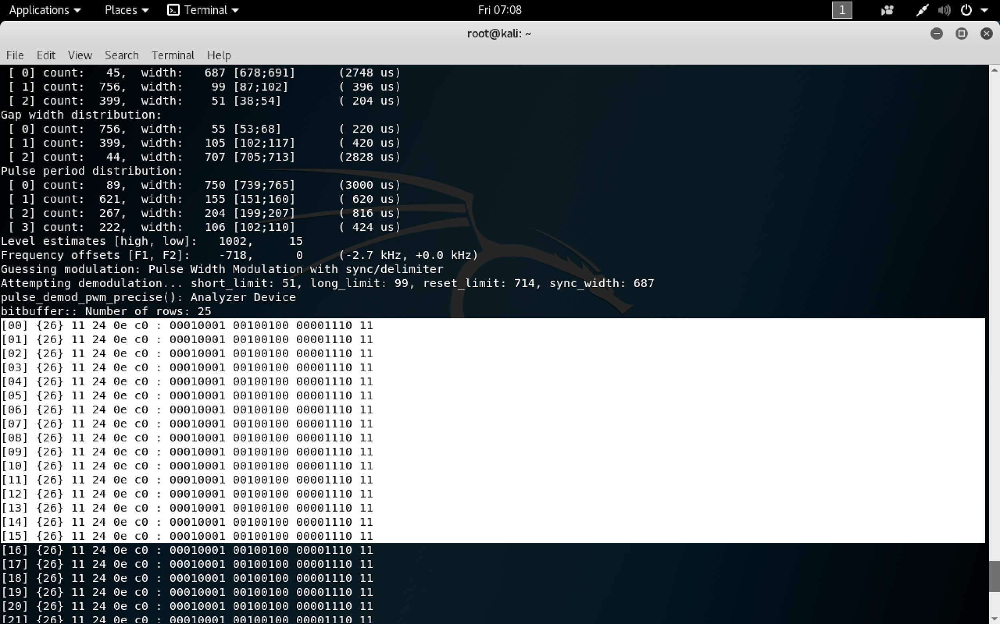 Applications Places Terminal Fri 07:08 1
root@kali: ~
File Edit View Search Terminal Help
[ 0] count:   45,  width:   687 [678;691]      (2748 us)
[ 1] count:  756,  width:    99 [87;102]       ( 396 us)
[ 2] count:  399,  width:    51 [38;54]        ( 204 us)
Gap width distribution:
[ 0] count:  756,  width:    55 [53;68]        ( 220 us)
[ 1] count:  399,  width:   105 [102;117]      ( 420 us)
[ 2] count:   44,  width:   707 [705;713]      (2828 us)
Pulse period distribution:
[ 0] count:   89,  width:   750 [739;765]      (3000 us)
[ 1] count:  621,  width:   155 [151;160]      ( 620 us)
[ 2] count:  267,  width:   204 [199;207]      ( 816 us)
[ 3] count:  222,  width:   106 [102;110]      ( 424 us)
Level estimates [high, low]:   1002,     15
Frequency offsets [F1, F2]:    -718,      0     (-2.7 kHz, +0.0 kHz)
Guessing modulation: Pulse Width Modulation with sync/delimiter
Attempting demodulation... short_limit: 51, long_limit: 99, reset_limit: 714, sync_width: 687
pulse_demod_pwm_precise(): Analyzer Device
bitbuffer:: Number of rows: 25
[00] {26} 11 24 0e c0 : 00010001 00100100 00001110 11
[01] {26} 11 24 0e c0 : 00010001 00100100 00001110 11
[02] {26} 11 24 0e c0 : 00010001 00100100 00001110 11
[03] {26} 11 24 0e c0 : 00010001 00100100 00001110 11
[04] {26} 11 24 0e c0 : 00010001 00100100 00001110 11
[05] {26} 11 24 0e c0 : 00010001 00100100 00001110 11
[06] {26} 11 24 0e c0 : 00010001 00100100 00001110 11
[07] {26} 11 24 0e c0 : 00010001 00100100 00001110 11
[08] {26} 11 24 0e c0 : 00010001 00100100 00001110 11
[09] {26} 11 24 0e c0 : 00010001 00100100 00001110 11
[10] {26} 11 24 0e c0 : 00010001 00100100 00001110 11
[11] {26} 11 24 0e c0 : 00010001 00100100 00001110 11
[12] {26} 11 24 0e c0 : 00010001 00100100 00001110 11
[13] {26} 11 24 0e c0 : 00010001 00100100 00001110 11
[14] {26} 11 24 0e c0 : 00010001 00100100 00001110 11
[15] {26} 11 24 0e c0 : 00010001 00100100 00001110 11
[16] {26} 11 24 0e c0 : 00010001 00100100 00001110 11
[17] {26} 11 24 0e c0 : 00010001 00100100 00001110 11
[18] {26} 11 24 0e c0 : 00010001 00100100 00001110 11
[19] {26} 11 24 0e c0 : 00010001 00100100 00001110 11
[20] {26} 11 24 0e c0 : 00010001 00100100 00001110 11
[21] {26} 11 24 0e c0 : 00010001 00100100 00001110 11